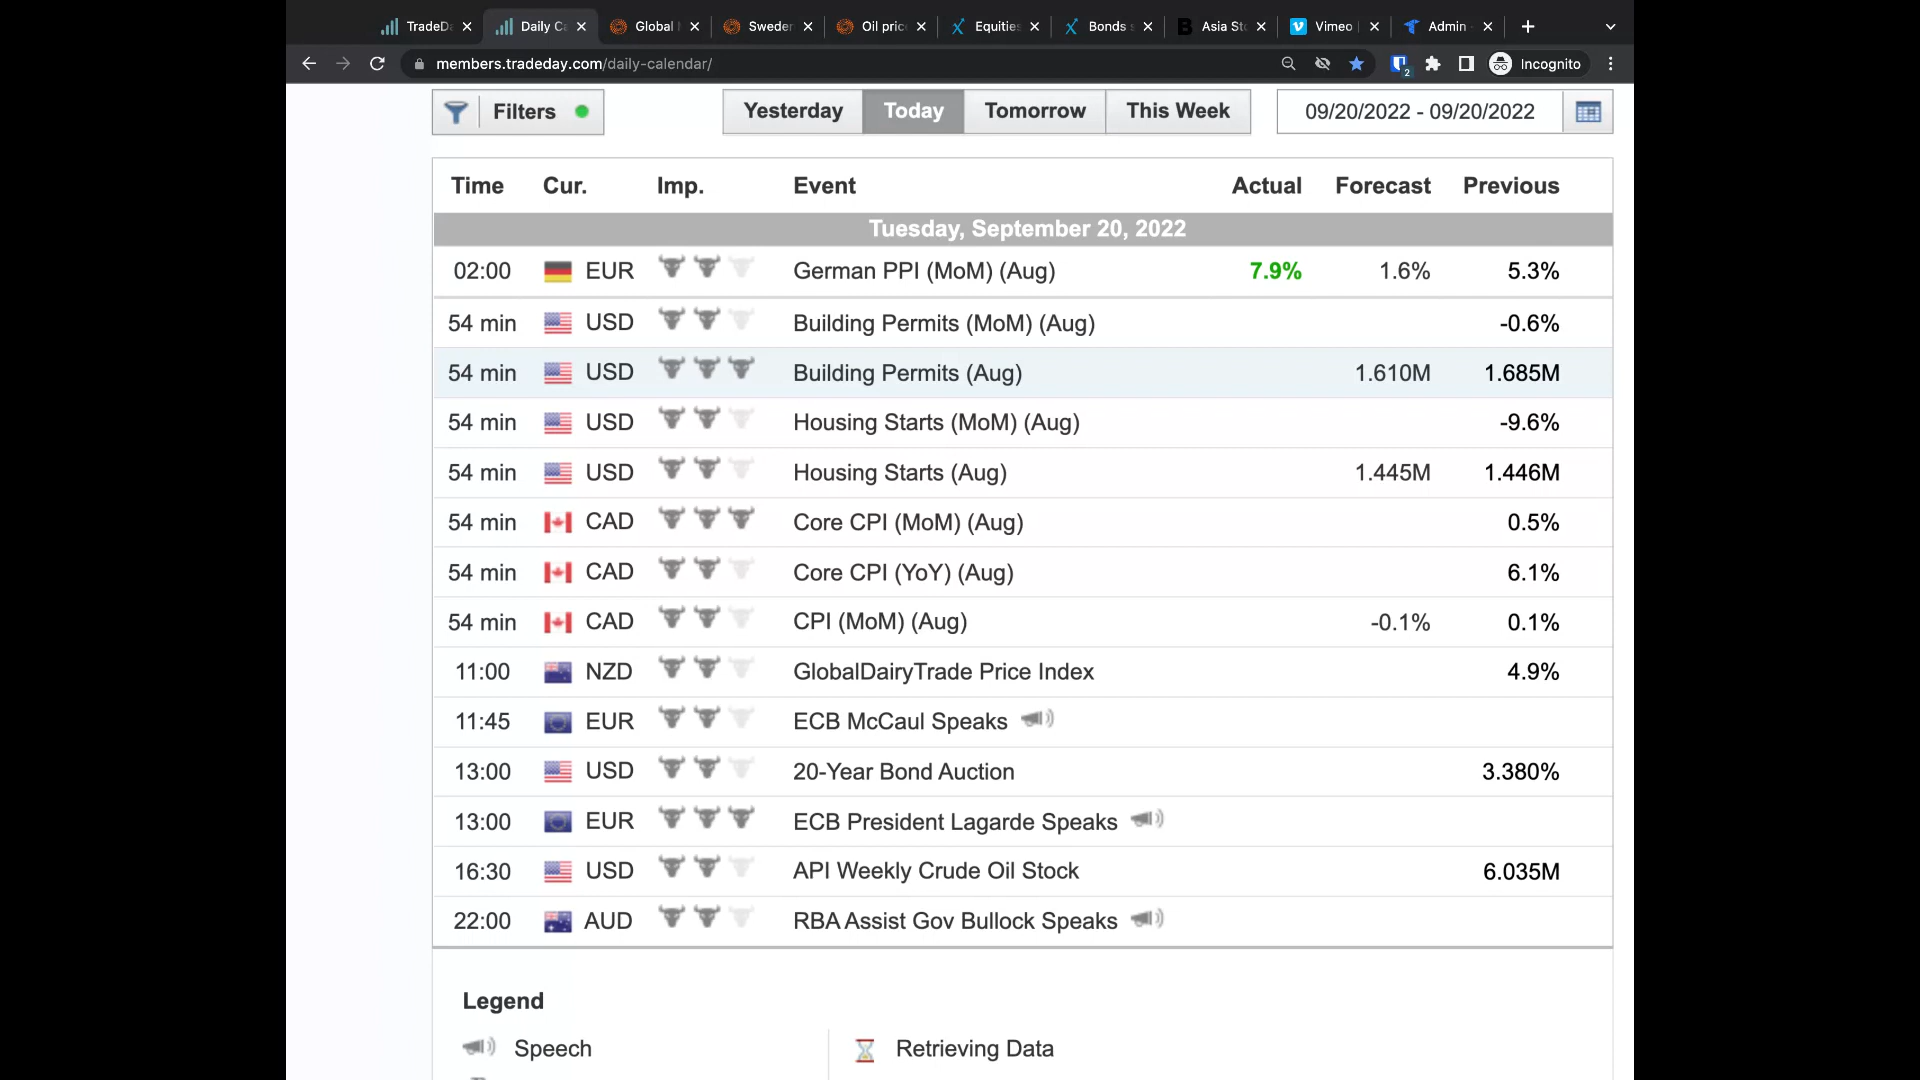 TradeDa
Daily Ca
Global
Sweden
Oil pric
Equities
Bonds s
Asia Sto
Vimeo
Admin
members.tradeday.com/daily-calendar/
2
Incognito
Filters
Yesterday
Today
Tomorrow
This Week
09/20/2022 - 09/20/2022
Time Cur. Imp. Event Actual Forecast Previous
Tuesday, September 20, 2022
02:00 EUR German PPI (MoM) (Aug) 7.9% 1.6% 5.3%
54 min USD Building Permits (MoM) (Aug) -0.6%
54 min USD Building Permits (Aug) 1.610M 1.685M
54 min USD Housing Starts (MoM) (Aug) -9.6%
54 min USD Housing Starts (Aug) 1.445M 1.446M
54 min CAD Core CPI (MoM) (Aug) 0.5%
54 min CAD Core CPI (YoY) (Aug) 6.1%
54 min CAD CPI (MoM) (Aug) -0.1% 0.1%
11:00 NZD GlobalDairyTrade Price Index 4.9%
11:45 EUR ECB McCaul Speaks
13:00 USD 20-Year Bond Auction 3.380%
13:00 EUR ECB President Lagarde Speaks
16:30 USD API Weekly Crude Oil Stock 6.035M
22:00 AUD RBA Assist Gov Bullock Speaks
Legend
Speech
Retrieving Data